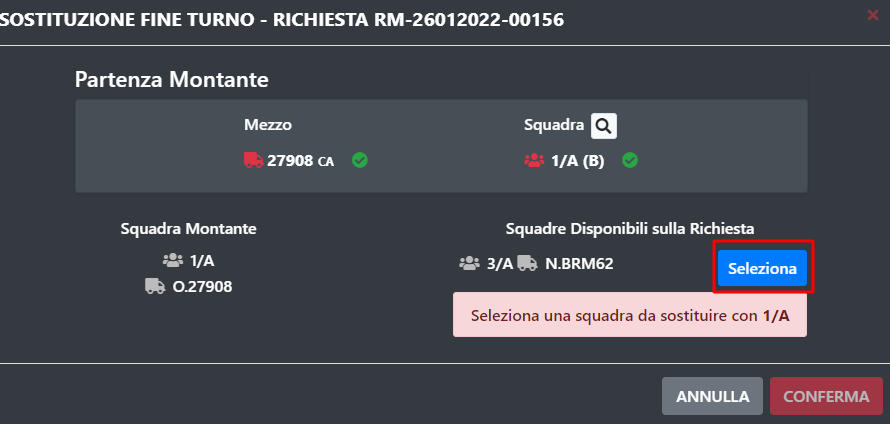 SOSTITUZIONE FINE TURNO - RICHIESTA RM-26012022-00156
Partenza Montante
Mezzo
Squadra
27908 CA
1/A (B)
Squadra Montante
1/A
O.27908
Squadre Disponibili sulla Richiesta
3/A N.BRM62
Seleziona
Seleziona una squadra da sostituire con 1/A
ANNULLA
CONFERMA